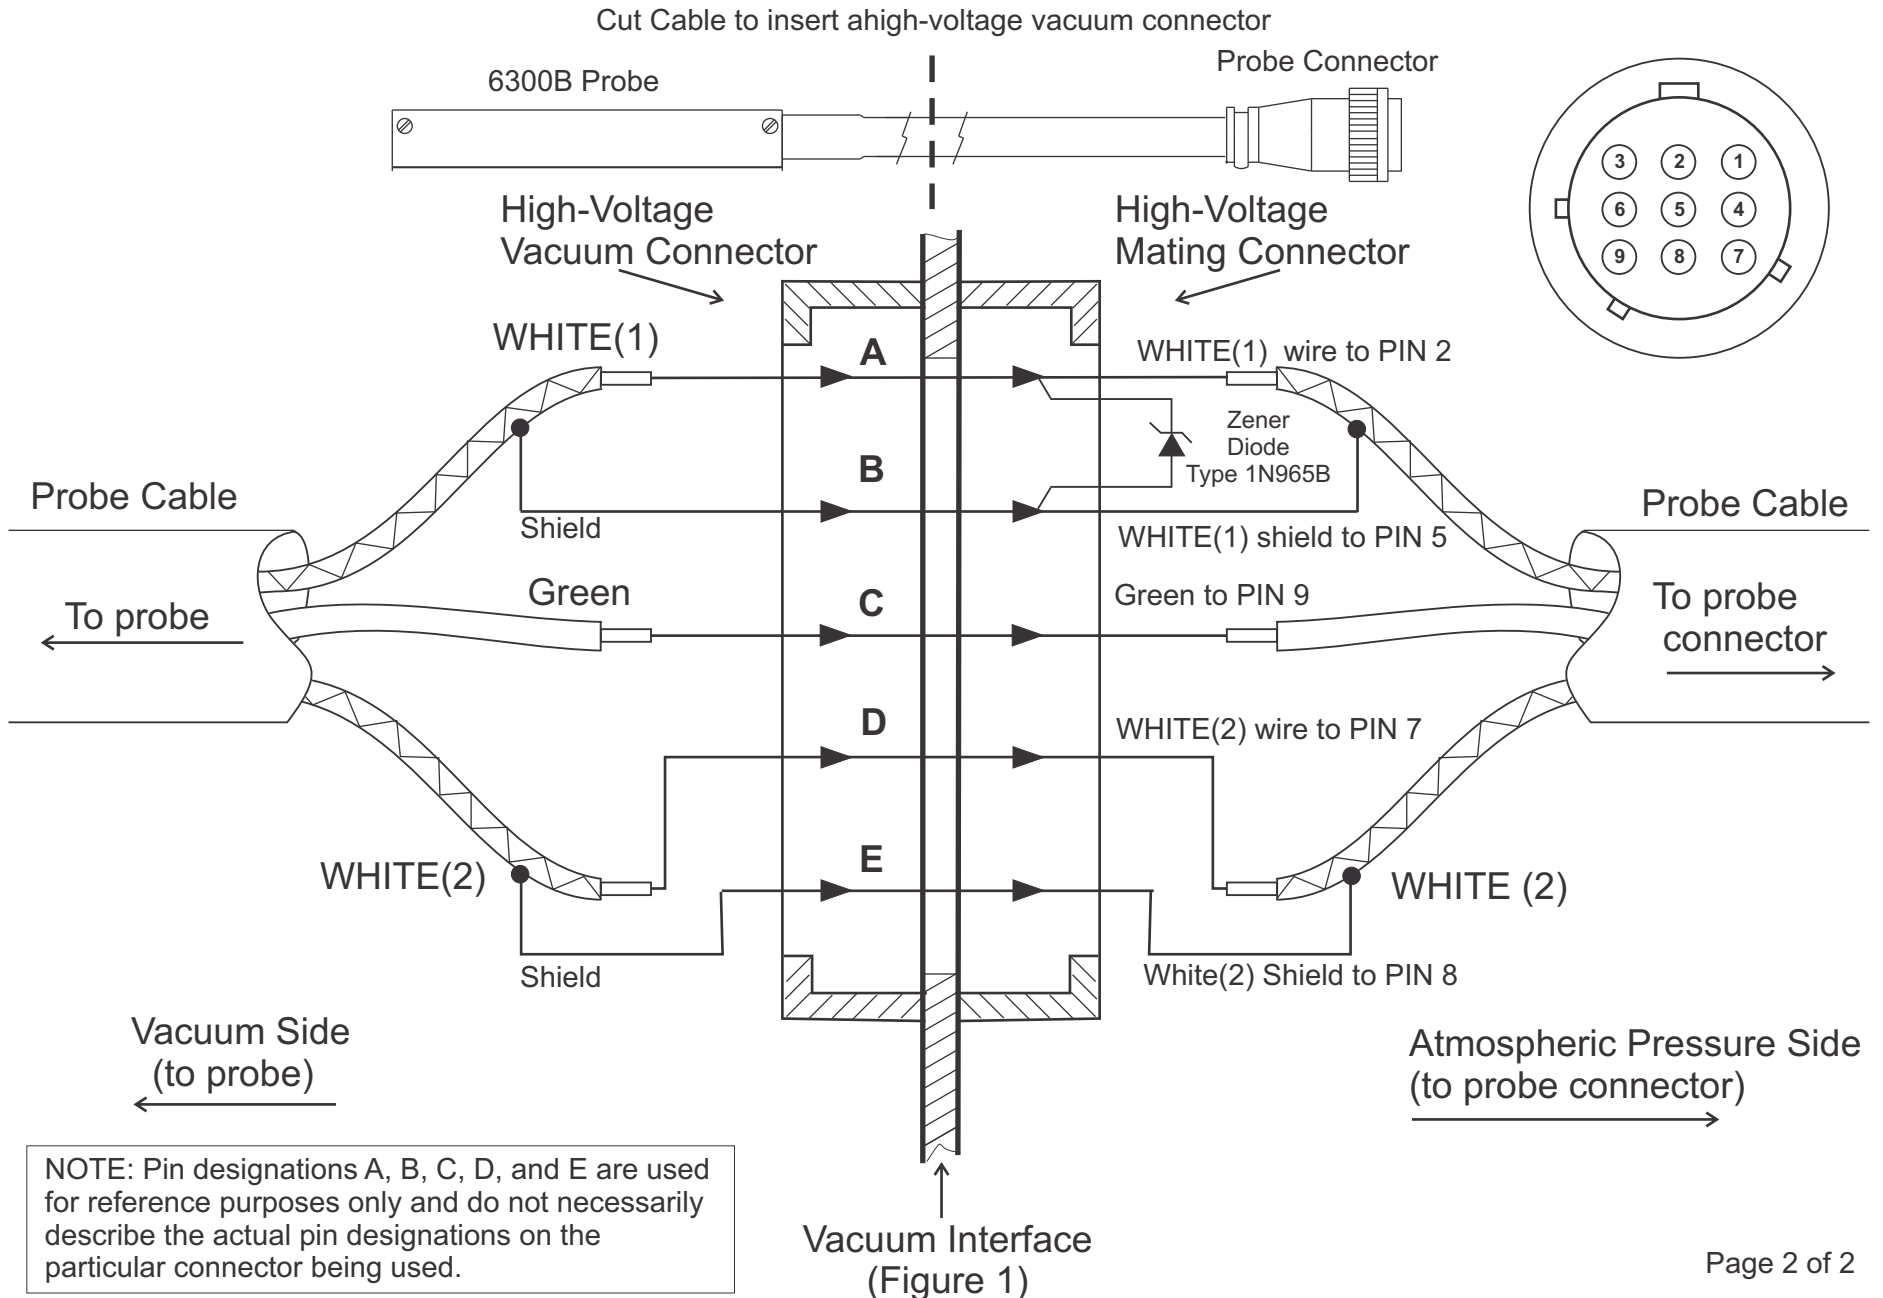 Cut Cable to insert ahigh-voltage vacuum connector
6300B Probe
Probe Connector
3 2 1
6 5 4
9 8 7
High-Voltage
Vacuum Connector
High-Voltage
Mating Connector
WHITE(1)
A
WHITE(1) wire to PIN 2
Zener
Diode
Type 1N965B
B
Probe Cable
Shield
WHITE(1) shield to PIN 5
Probe Cable
Green
C
Green to PIN 9
To probe
To probe
connector
D
WHITE(2) wire to PIN 7
WHITE(2)
E
WHITE (2)
Shield
White(2) Shield to PIN 8
Vacuum Side
(to probe)
Atmospheric Pressure Side
(to probe connector)
NOTE: Pin designations A, B, C, D, and E are used
for reference purposes only and do not necessarily
describe the actual pin designations on the
particular connector being used.
Vacuum Interface
(Figure 1)
Page 2 of 2